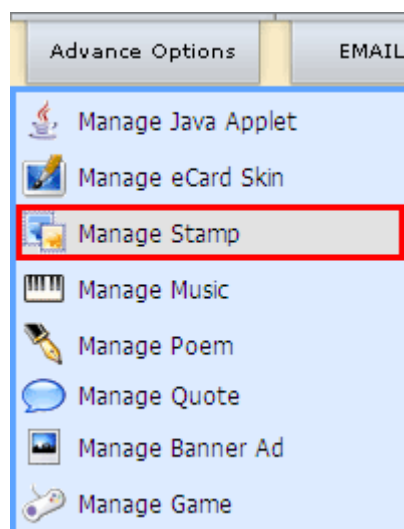 Advance Options
EMAIL
Manage Java Applet
Manage eCard Skin
Manage Stamp
Manage Music
Manage Poem
Manage Quote
Manage Banner Ad
Manage Game